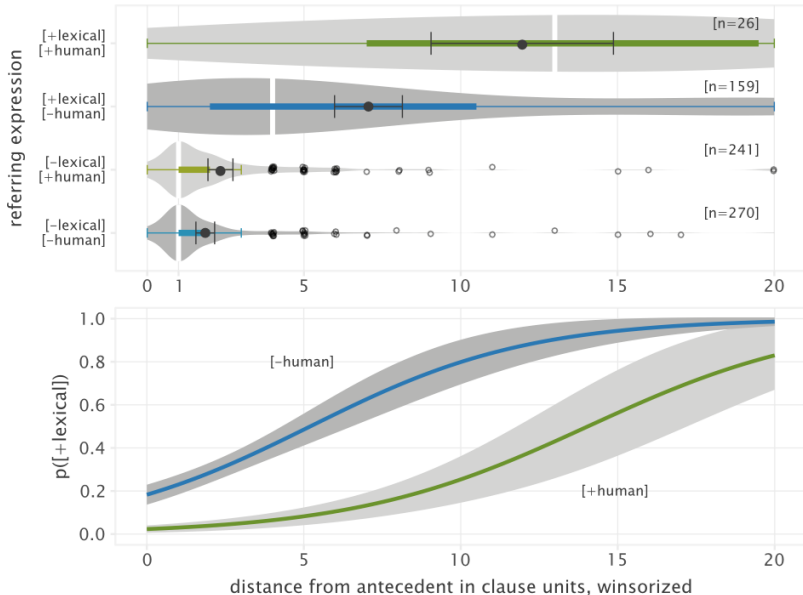 referring expression
[+lexical]
[+human]
[n=26]
[+lexical]
[-human]
[n=159]
[-lexical]
[+human]
[n=241]
[-lexical]
[-human]
[n=270]
0 1 5 10 15 20
p([+lexical])
1.0
0.8
0.6
0.4
0.2
0.0
[−human]
[+human]
0 5 10 15 20
distance from antecedent in clause units, winsorized